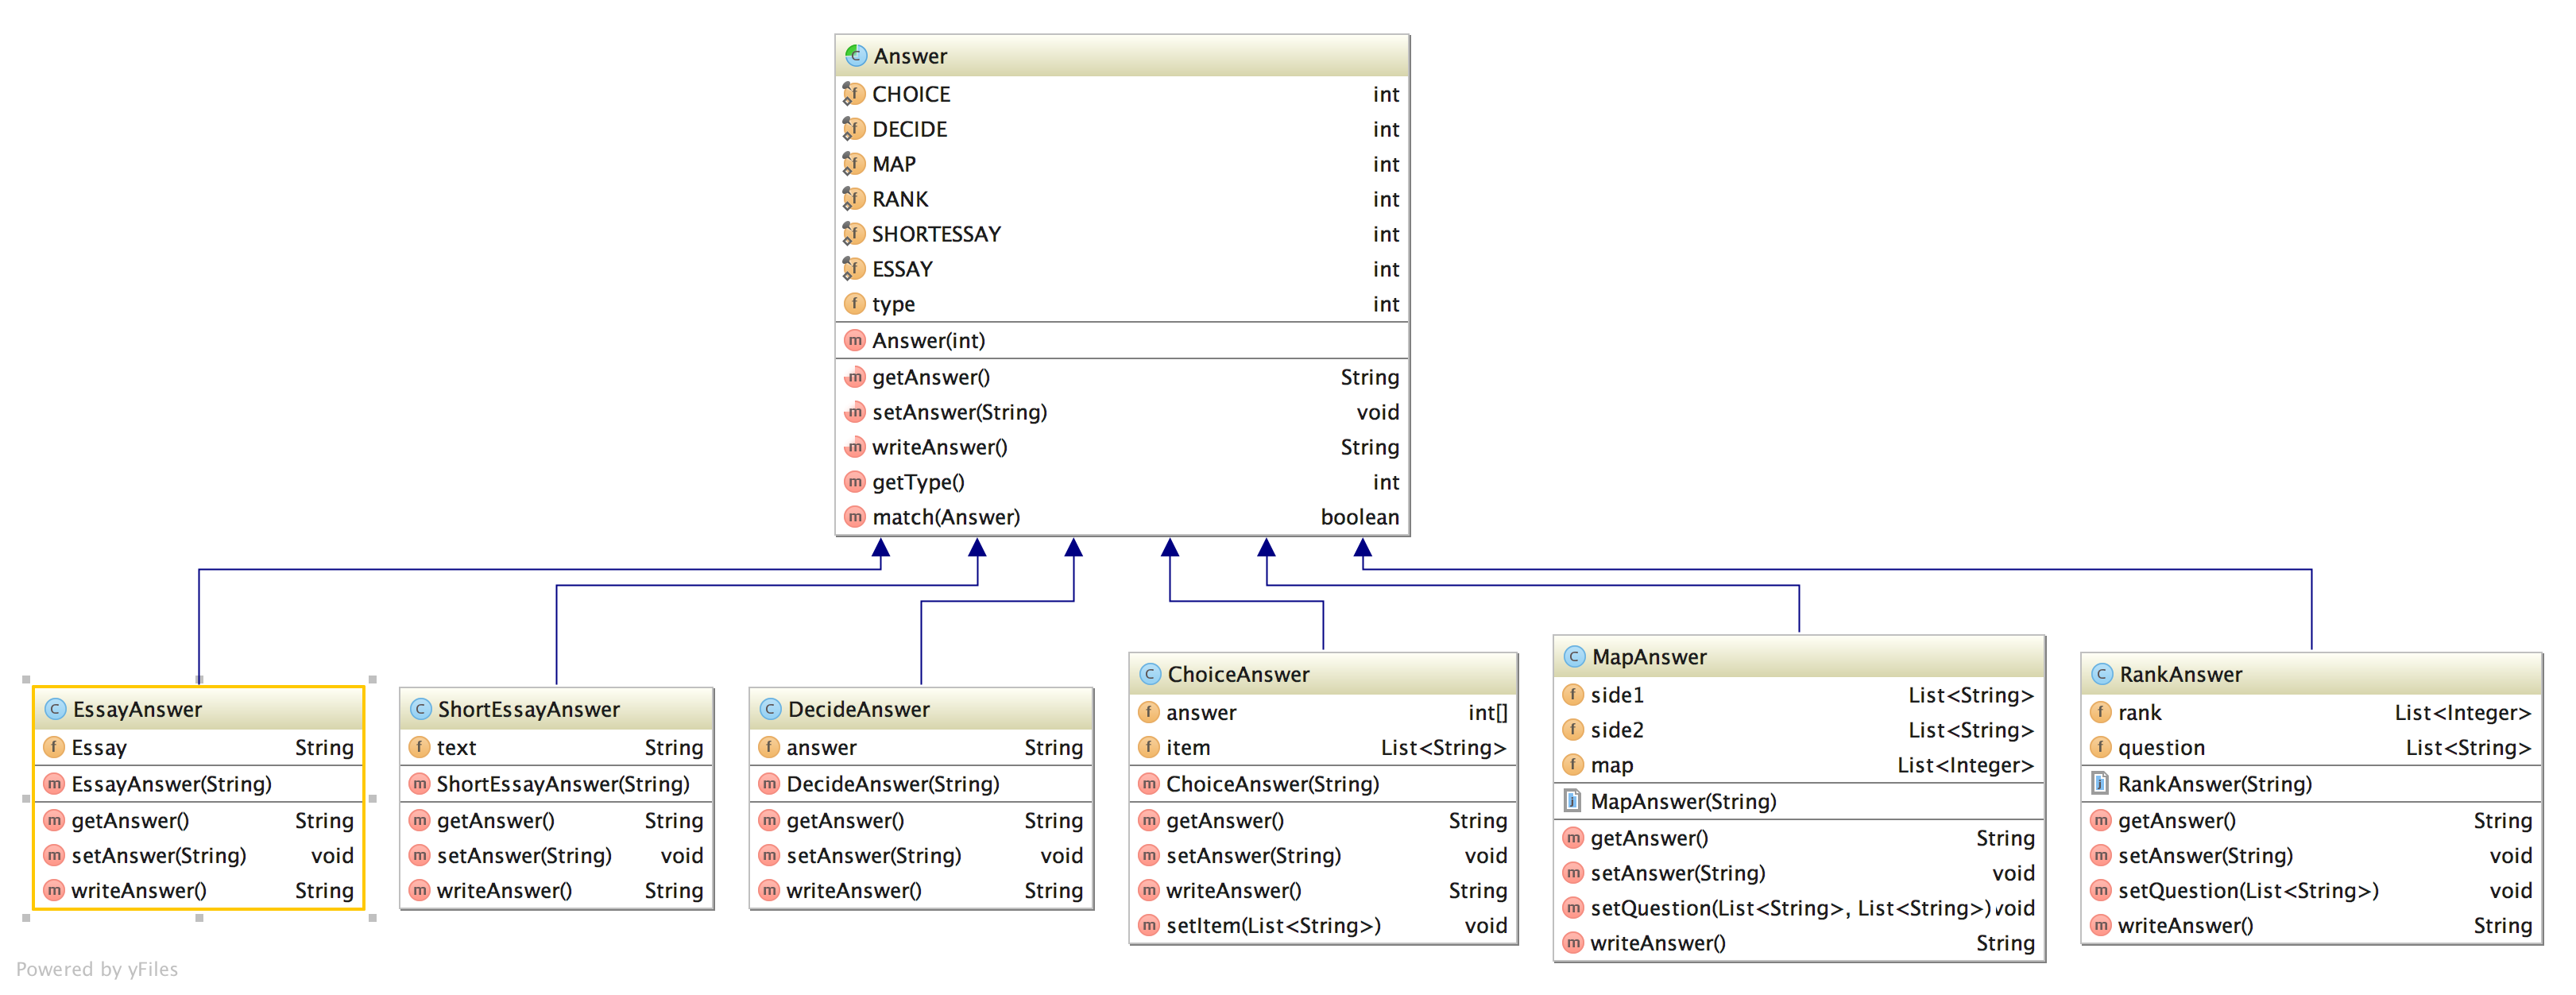 Answer
CHOICE int
DECIDE int
MAP int
RANK int
SHORTESSAY int
ESSAY int
type int
Answer(int)
getAnswer() String
setAnswer(String) void
writeAnswer() String
getType() int
match(Answer) boolean
EssayAnswer
Essay String
EssayAnswer(String)
getAnswer() String
setAnswer(String) void
writeAnswer() String
ShortEssayAnswer
text String
ShortEssayAnswer(String)
getAnswer() String
setAnswer(String) void
writeAnswer() String
DecideAnswer
answer String
DecideAnswer(String)
getAnswer() String
setAnswer(String) void
writeAnswer() String
ChoiceAnswer
answer int[]
item List<String>
ChoiceAnswer(String)
getAnswer() String
setAnswer(String) void
writeAnswer() String
setItem(List<String>) void
MapAnswer
side1 List<String>
side2 List<String>
map List<Integer>
MapAnswer(String)
getAnswer() String
setAnswer(String) void
setQuestion(List<String>, List<String>) void
writeAnswer() String
RankAnswer
rank List<Integer>
question List<String>
RankAnswer(String)
getAnswer() String
setAnswer(String) void
setQuestion(List<String>) void
writeAnswer() String
Powered by yFiles